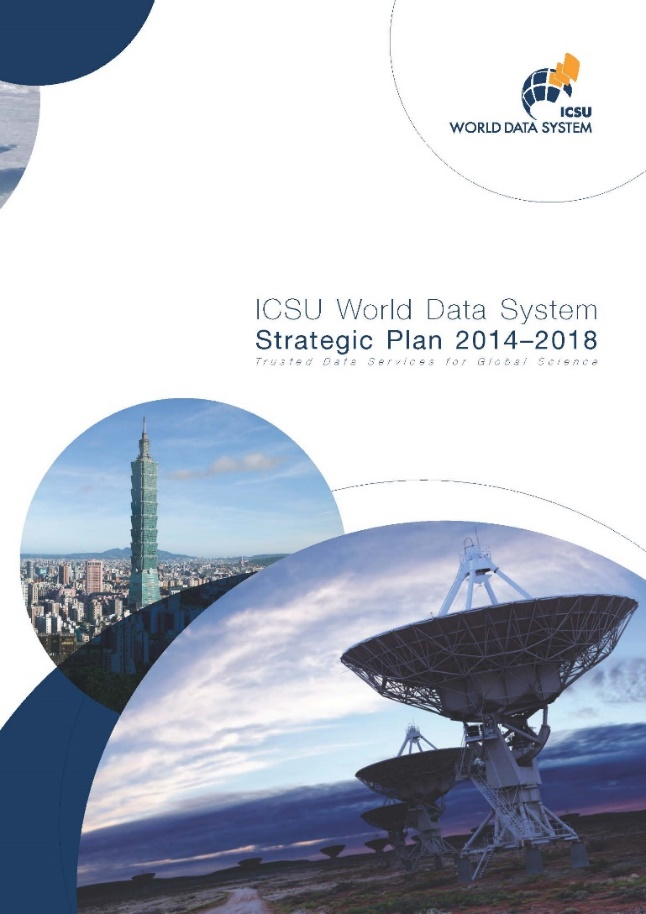 ICSU
WORLD DATA SYSTEM
ICSU World Data System
Strategic Plan 2014–2018
Trusted Data Services for Global Science